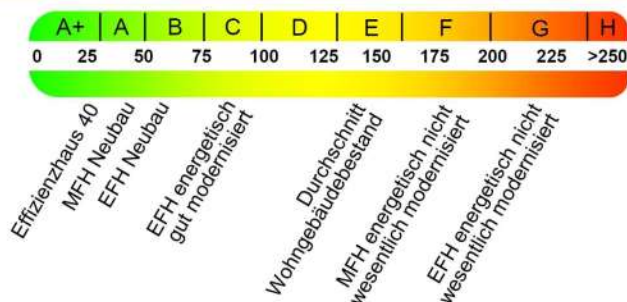 A+ A B C D E F G H
0 25 50 75 100 125 150 175 200 225 >250
Effizienzhaus 40
MFH Neubau
EFH Neubau
EFH energetisch
gut modernisiert
Durchschnitt
Wohngebäudebestand
MFH energetisch nicht
wesentlich modernisiert
EFH energetisch nicht
wesentlich modernisiert